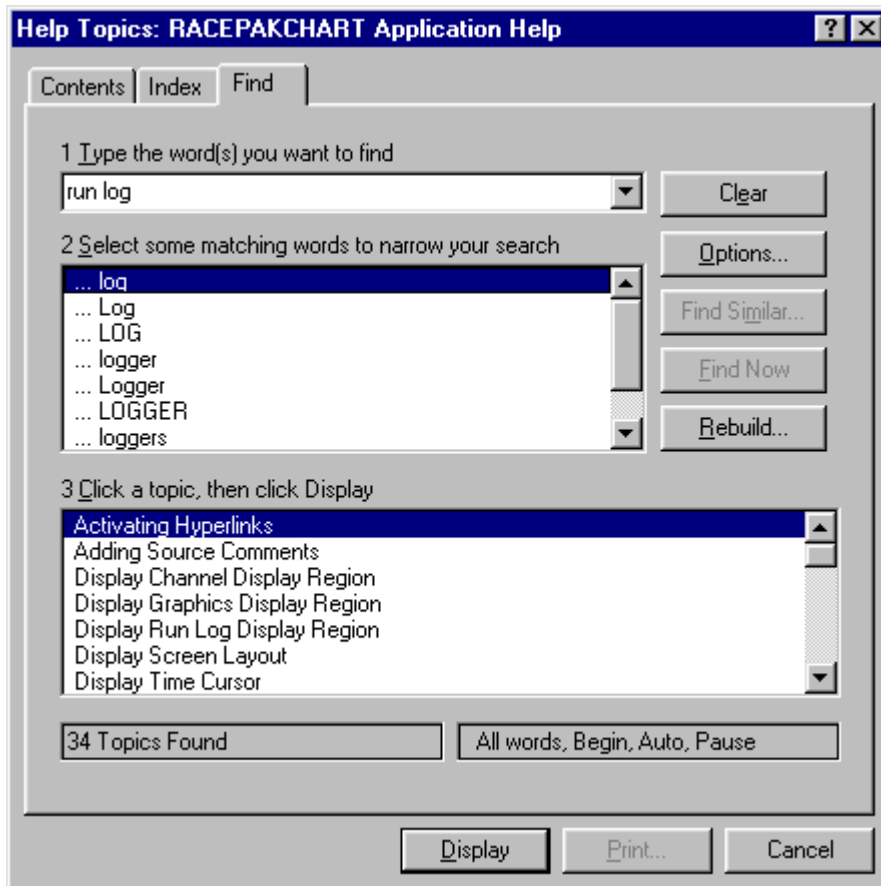 Help Topics: RACEPAKCHART Application Help
Contents Index Find
1 Type the word(s) you want to find
run log
Clear
2 Select some matching words to narrow your search
Options...
... log
... Log
... LOG
... logger
... Logger
... LOGGER
... loggers
Find Similar...
Find Now
Rebuild...
3 Click a topic, then click Display
Activating Hyperlinks
Adding Source Comments
Display Channel Display Region
Display Graphics Display Region
Display Run Log Display Region
Display Screen Layout
Display Time Cursor
34 Topics Found
All words, Begin, Auto, Pause
Display Print... Cancel